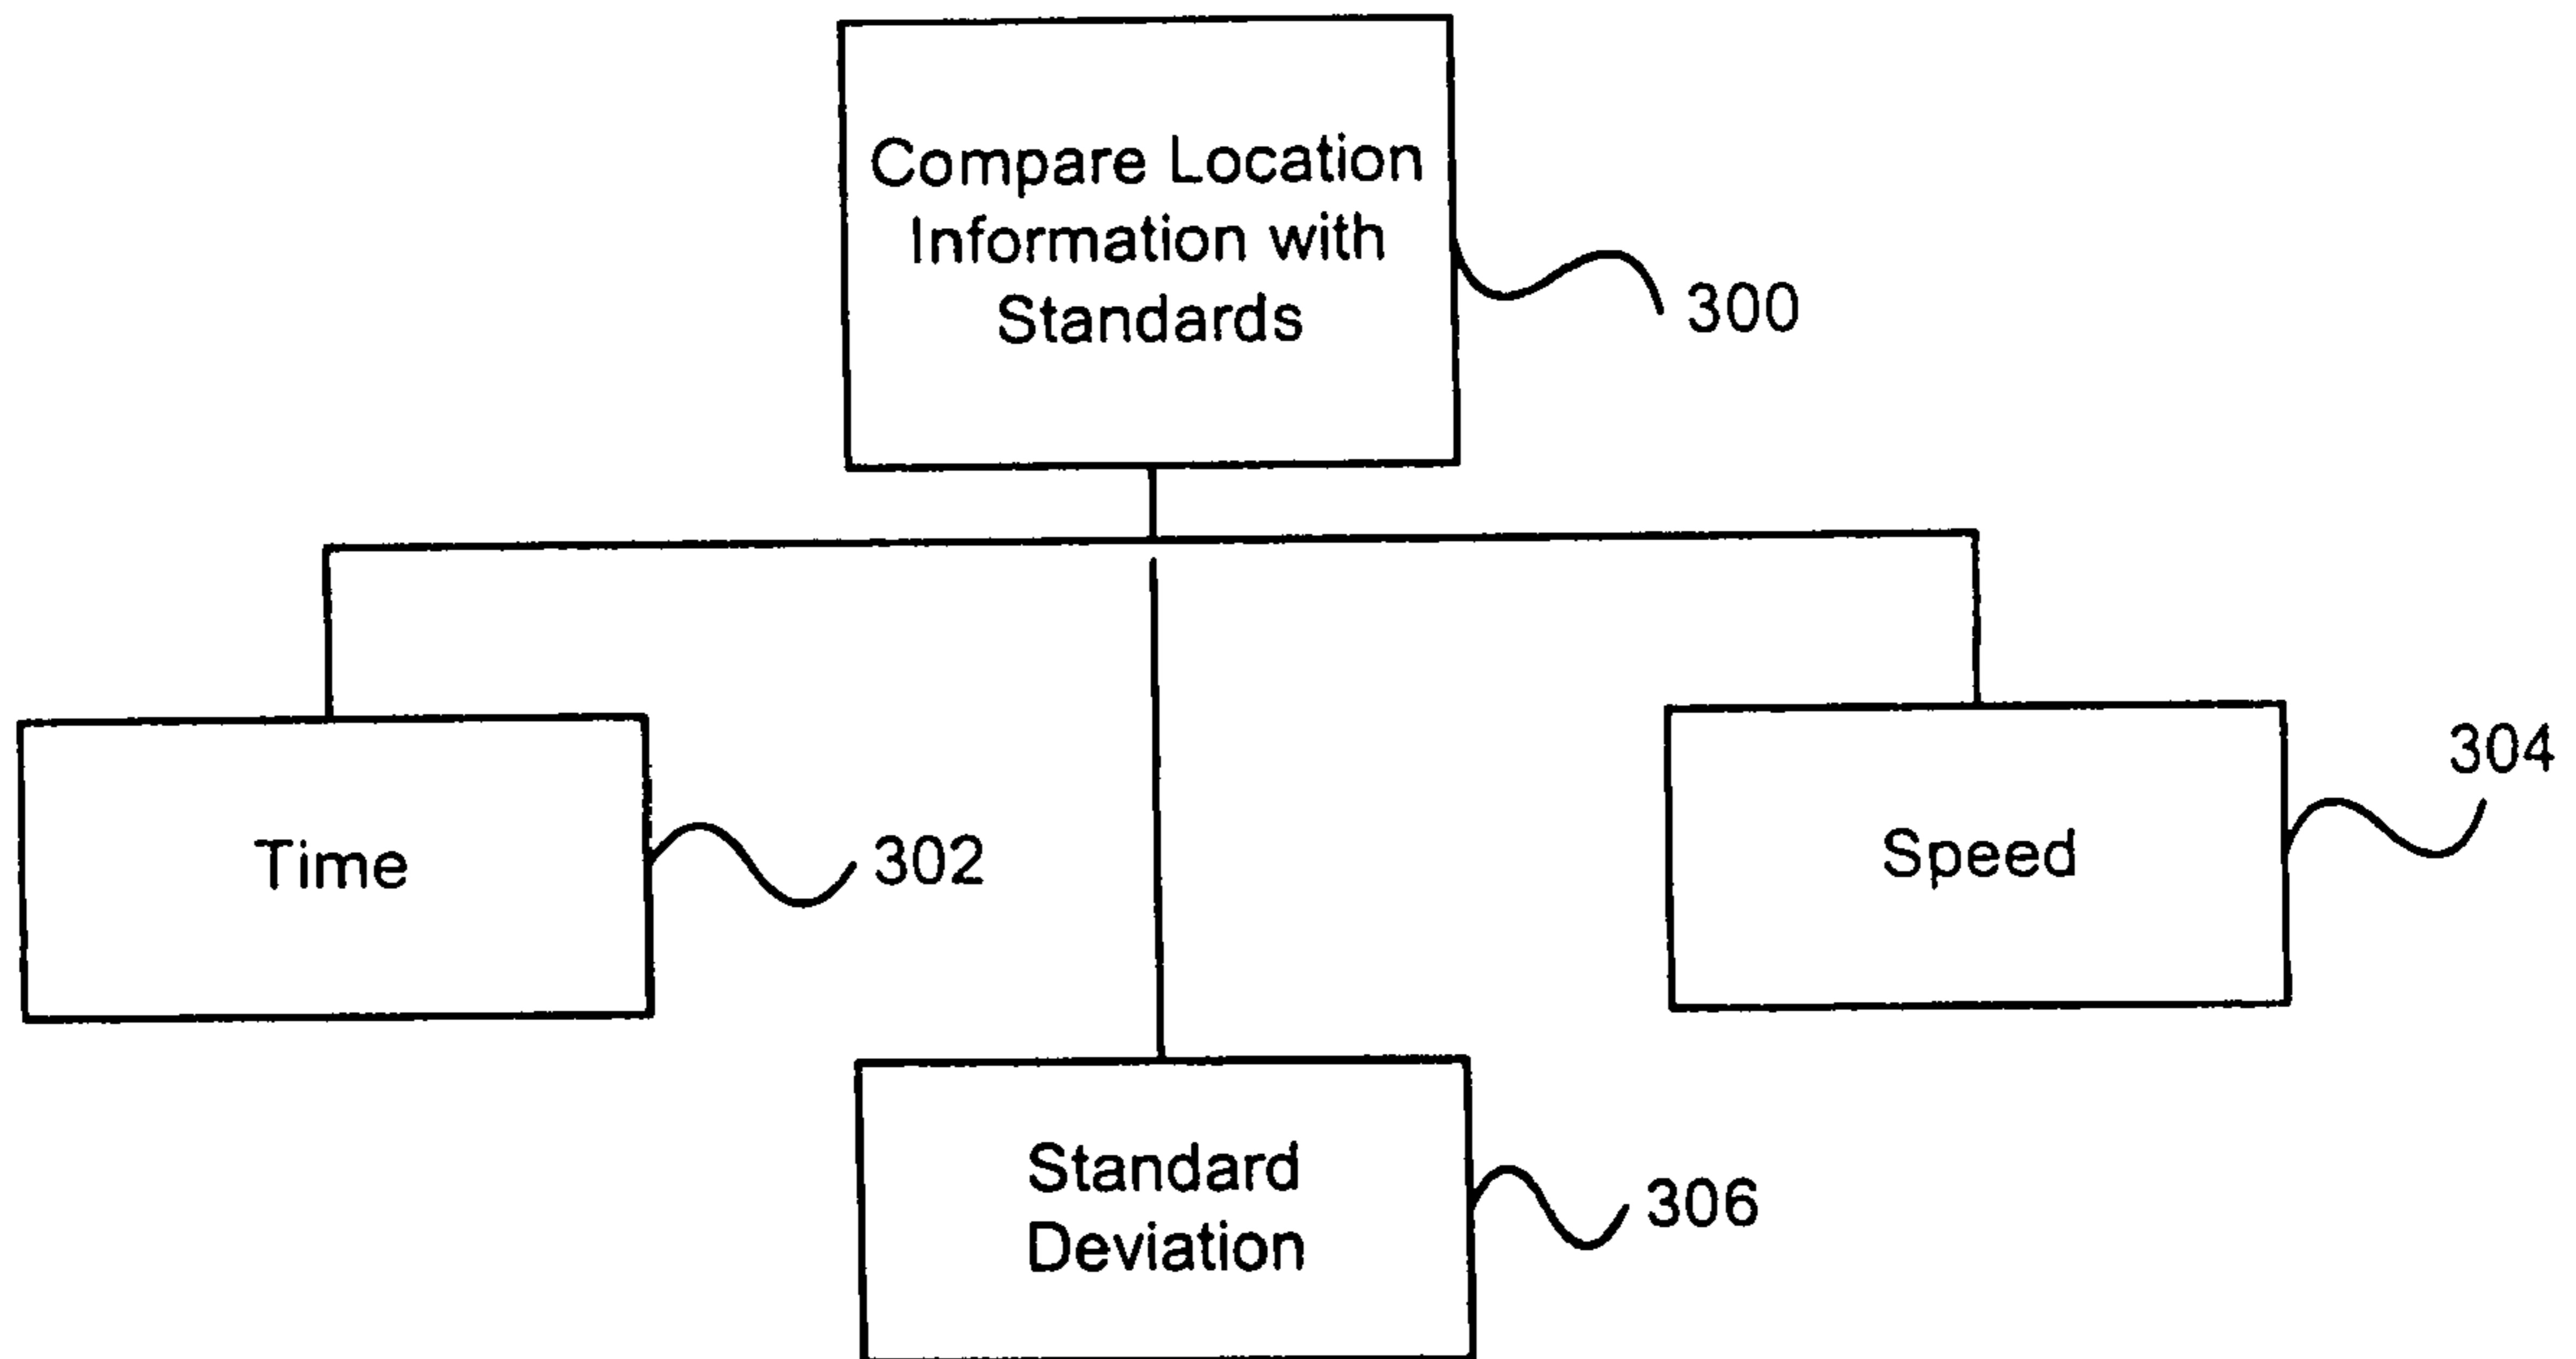 Compare Location
Information with
Standards
300
304
Time
302
Speed
Standard
Deviation
306